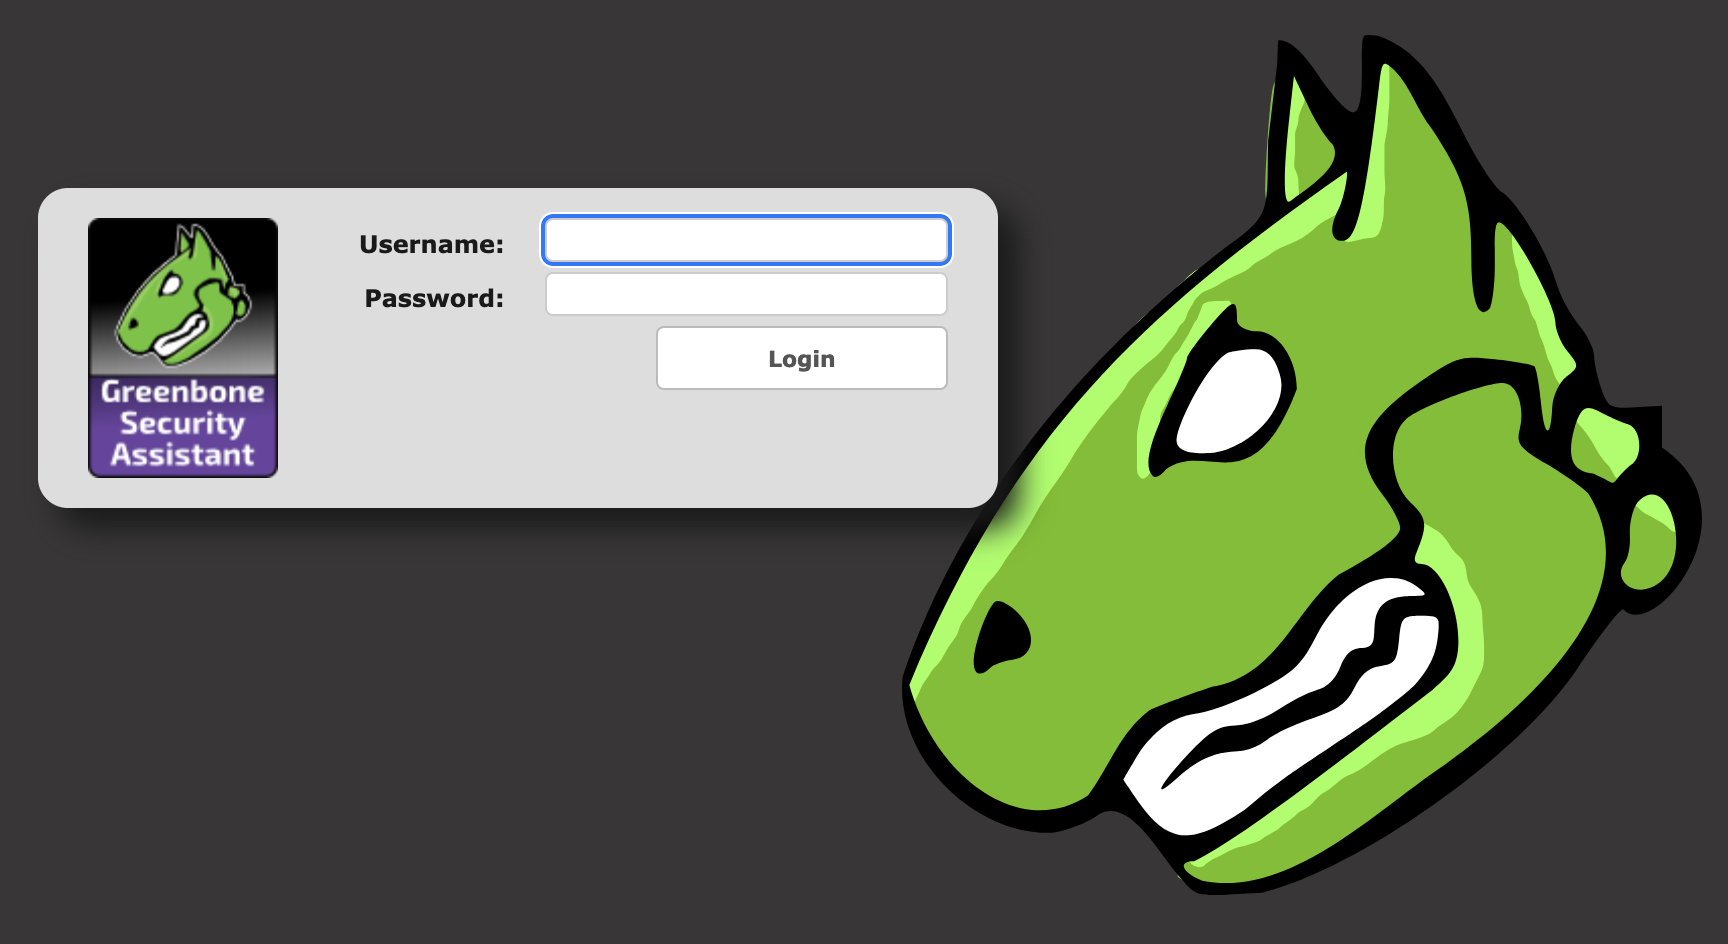 Username:
Password:
Login
Greenbone
Security
Assistant